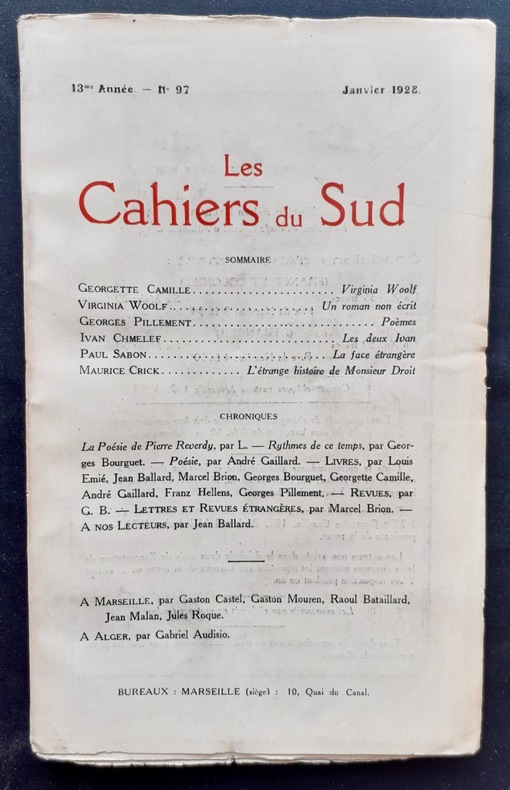 13me Année. — No 97 Janvier 1928.
Les
Cahiers du Sud
SOMMAIRE
GEORGETTE CAMILLE........................ Virginia Woolf
VIRGINIA WOOLF........................ Un roman non écrit
GEORGES PILLEMENT.............................. Poèmes
IVAN CHMELEF.............................. Les deux Ivan
PAUL SABON.............................. La face étrangère
MAURICE CRICK............. L'étrange histoire de Monsieur Droit
CHRONIQUES
La Poésie de Pierre Reverdy, par L. — Rythmes de ce temps, par Geor-
ges Bourguet. — Poésie, par André Gaillard. — LIVRES, par Louis
Emié, Jean Ballard, Marcel Brion, Georges Bourguet, Georgette Camille,
André Gaillard, Franz Hellens, Georges Pillement. — REVUES, par
G. B. — LETTRES ET REVUES ÉTRANGÈRES, par Marcel Brion. —
A NOS LECTEURS, par Jean Ballard.
A MARSEILLE, par Gaston Castel, Gaston Mouren, Raoul Bataillard,
Jean Malan, Jules Roque.
A ALGER, par Gabriel Audisio.
BUREAUX : MARSEILLE (siège) : 10, Quai du Canal.